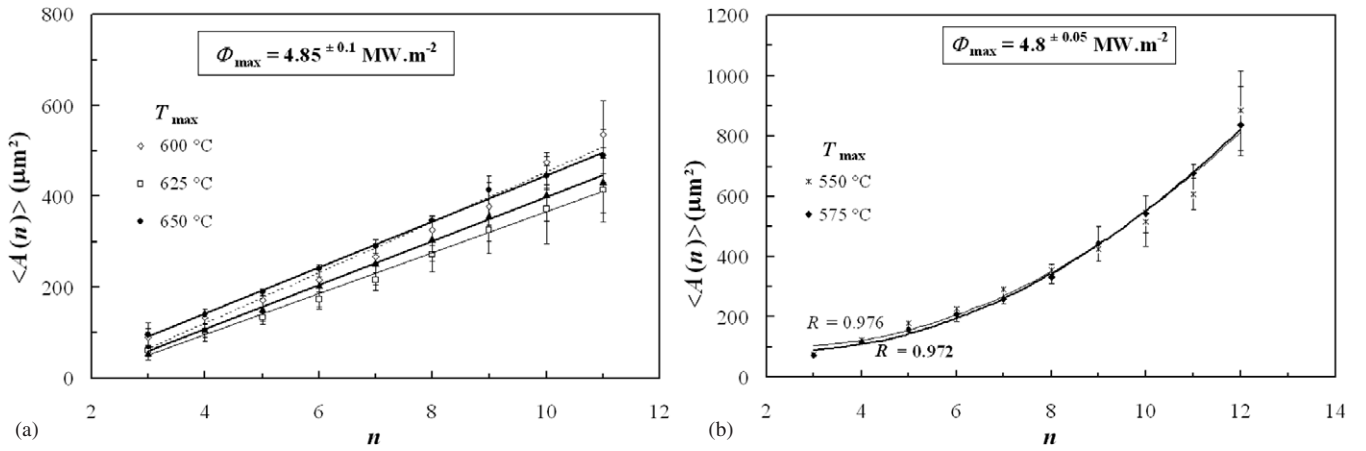 Φmax = 4.85 ± 0.1 MW.m-2
Tmax
600 °C
625 °C
650 °C
<A(n)> (μm²)
800
600
400
200
0
2 4 6 8 10 12
n
(a)
Φmax = 4.8 ± 0.05 MW.m-2
Tmax
550 °C
575 °C
<A(n)> (μm²)
1200
1000
800
600
400
200
0
R = 0.976
R = 0.972
2 4 6 8 10 12 14
n
(b)